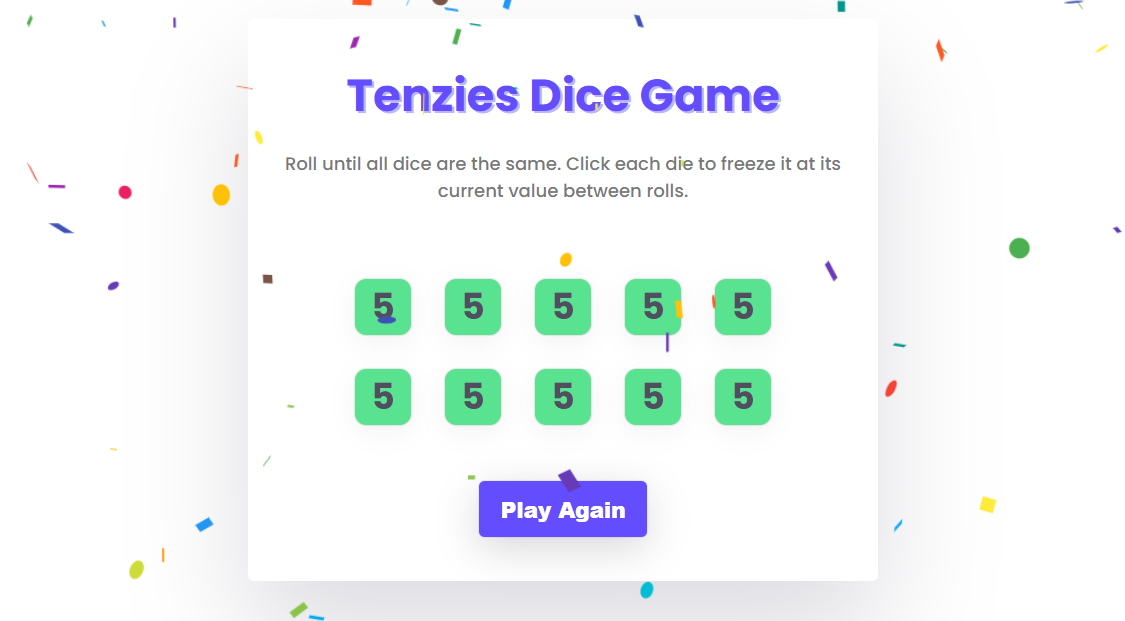 Tenzies Dice Game
Roll until all dice are the same. Click each die to freeze it at its
current value between rolls.
5 5 5 5 5
5 5 5 5 5
Play Again